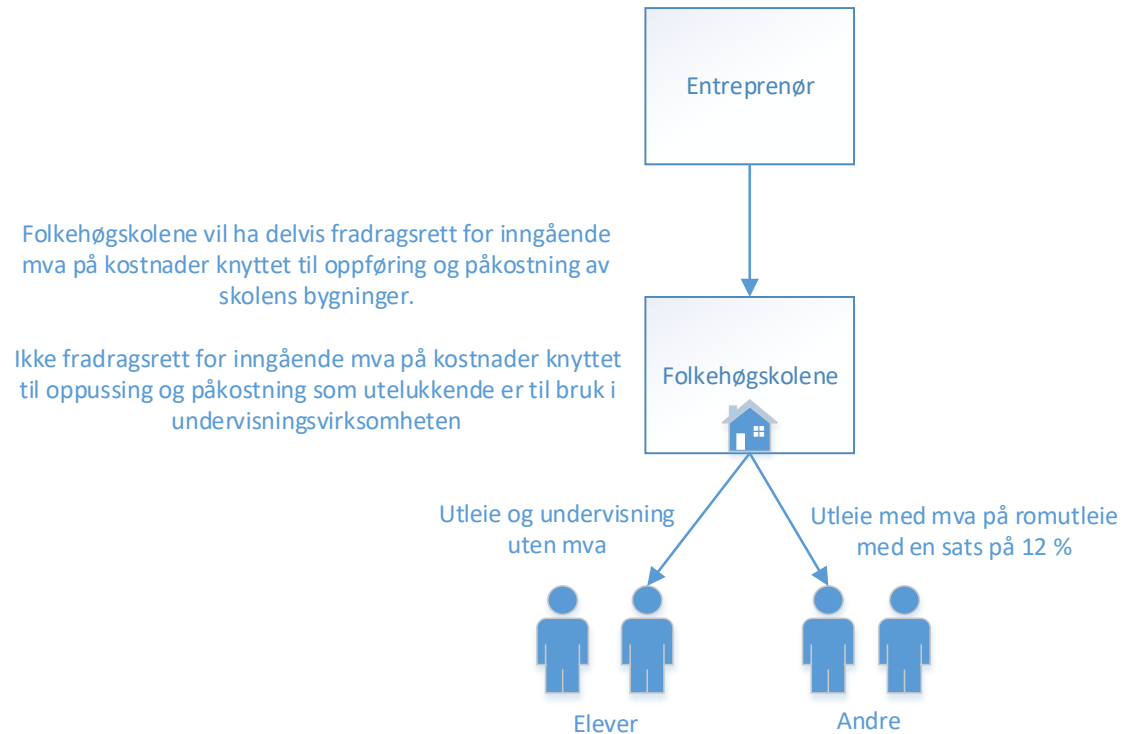 Entreprenør
Folkehøgskolene vil ha delvis fradragsrett for inngående
mva på kostnader knyttet til oppføring og påkostning av
skolens bygninger.
Ikke fradragsrett for inngående mva på kostnader knyttet
til oppussing og påkostning som utelukkende er til bruk i
undervisningsvirksomheten
Folkehøgskolene
Utleie og undervisning
uten mva
Utleie med mva på romutleie
med en sats på 12 %
Elever
Andre